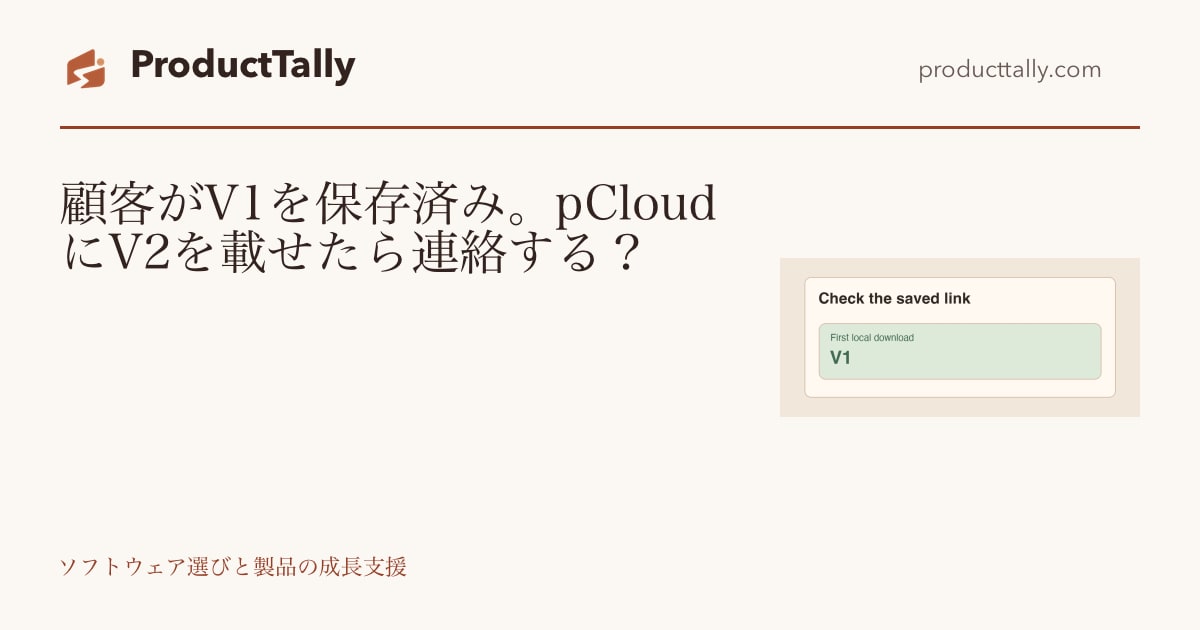 ProductTally
producttally.com
顧客がV1を保存済み。pCloud
にV2を載せたら連絡する？
Check the saved link
First local download
V1
ソフトウェア選びと製品の成長支援